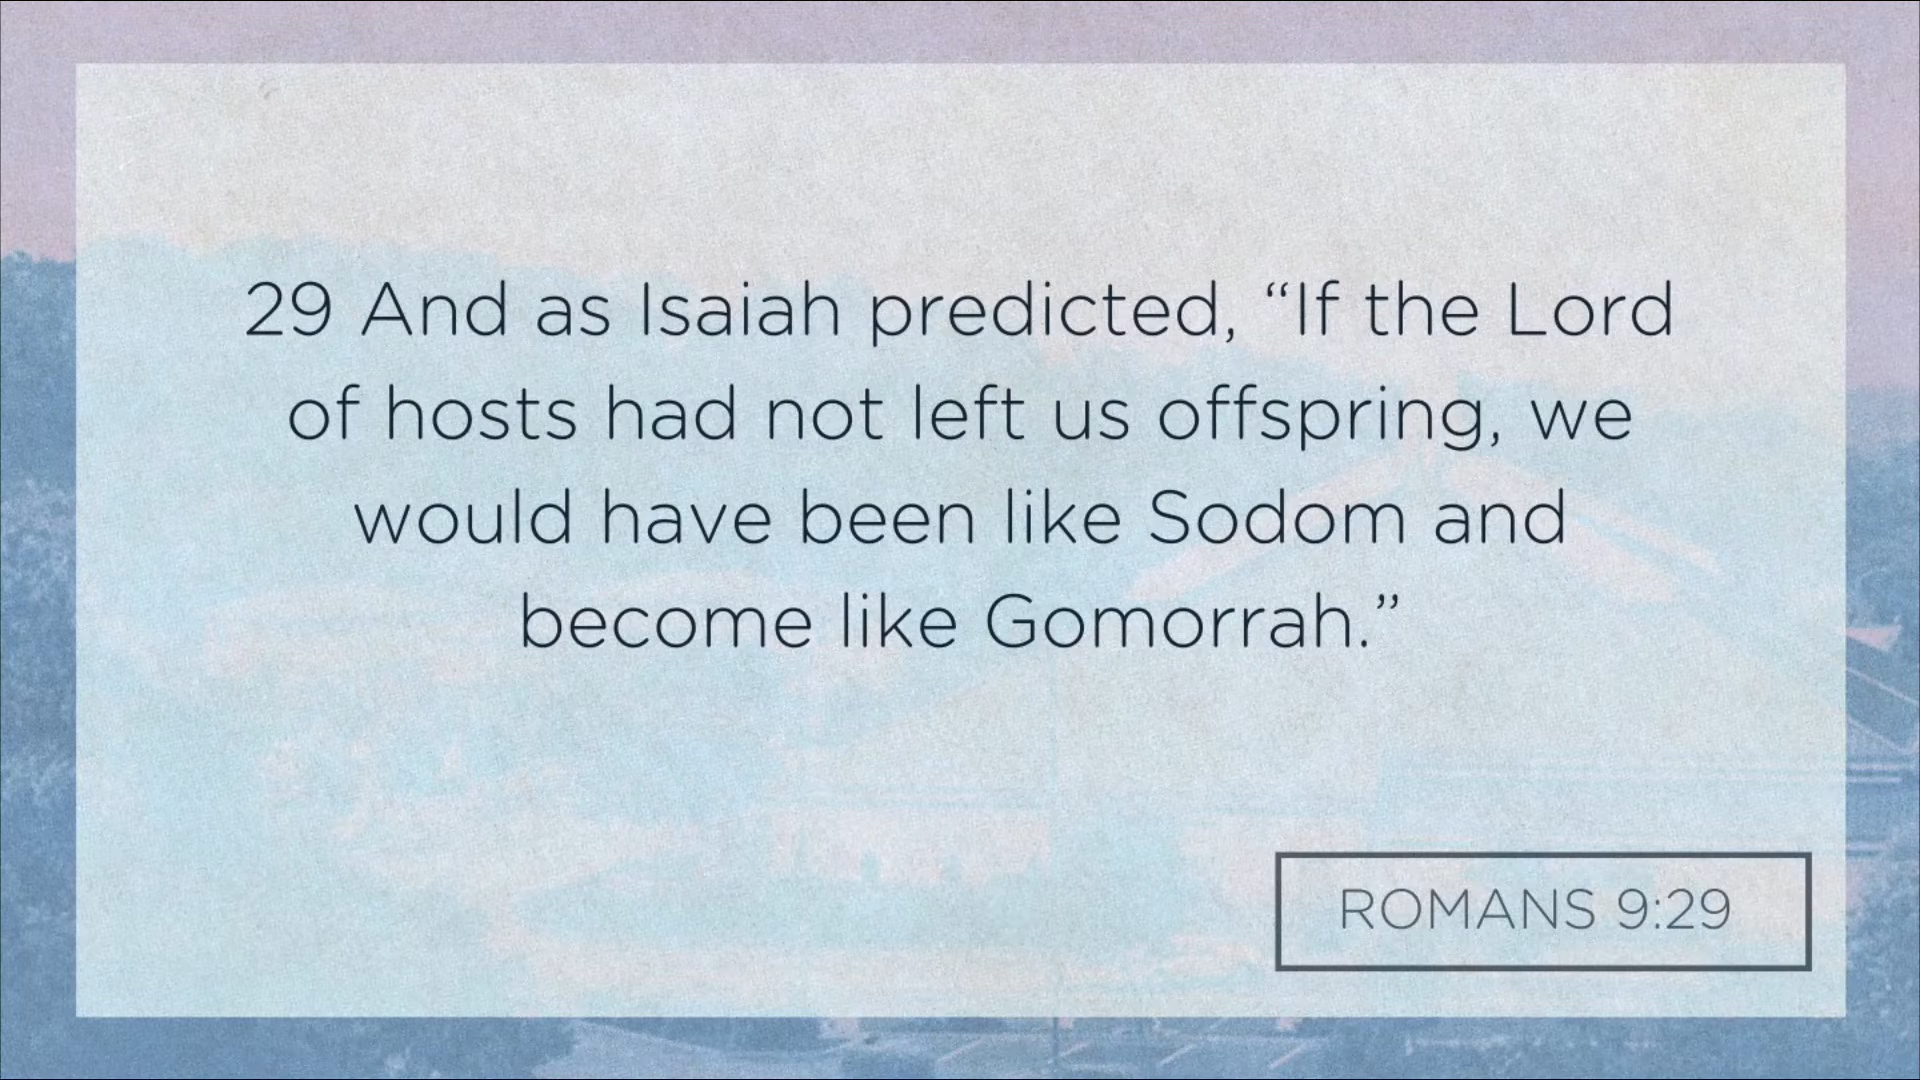 29 And as Isaiah predicted, “If the Lord
of hosts had not left us offspring, we
would have been like Sodom and
become like Gomorrah.”
ROMANS 9:29